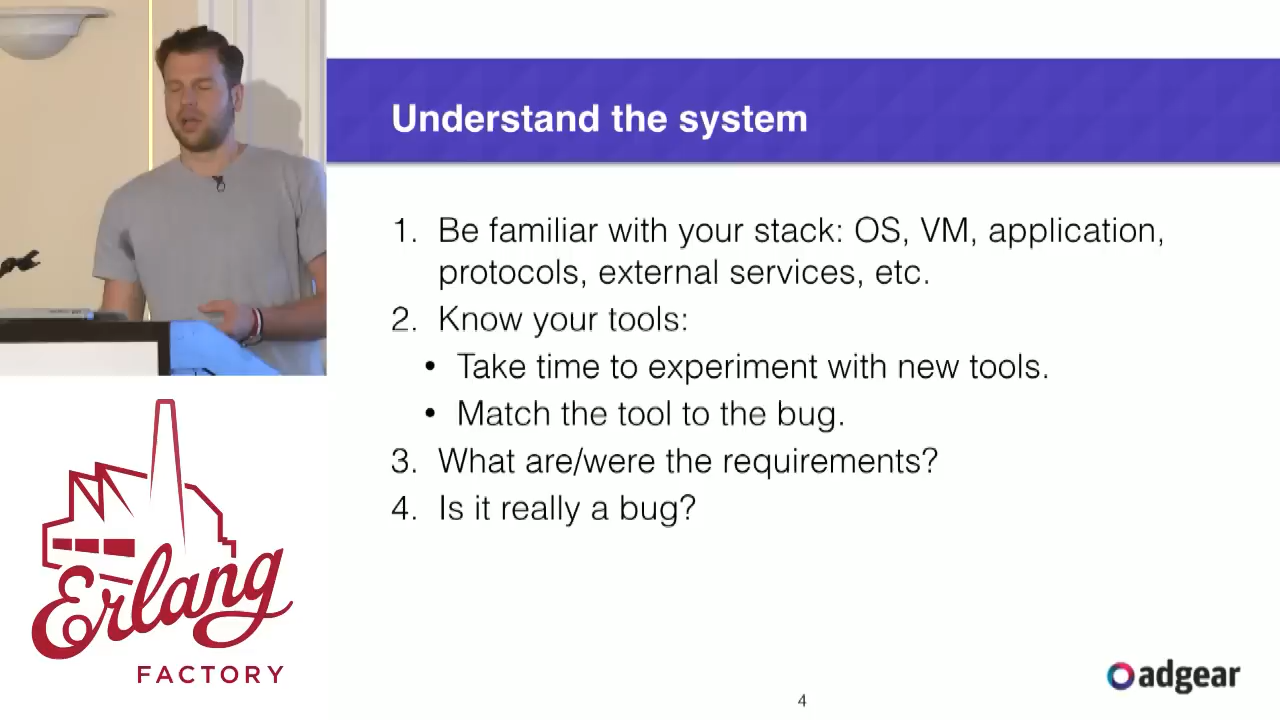 Understand the system
1. Be familiar with your stack: OS, VM, application,
protocols, external services, etc.
2. Know your tools:
• Take time to experiment with new tools.
• Match the tool to the bug.
3. What are/were the requirements?
4. Is it really a bug?
Erlang
FACTORY
adgear
4